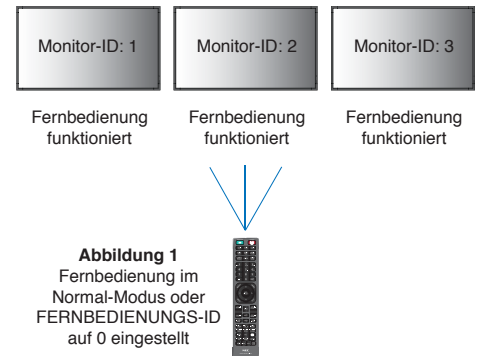 Monitor-ID: 1
Monitor-ID: 2
Monitor-ID: 3
Fernbedienung
funktioniert
Fernbedienung
funktioniert
Fernbedienung
funktioniert
Abbildung 1
Fernbedienung im
Normal-Modus oder
FERNBEDIENUNGS-ID
auf 0 eingestellt